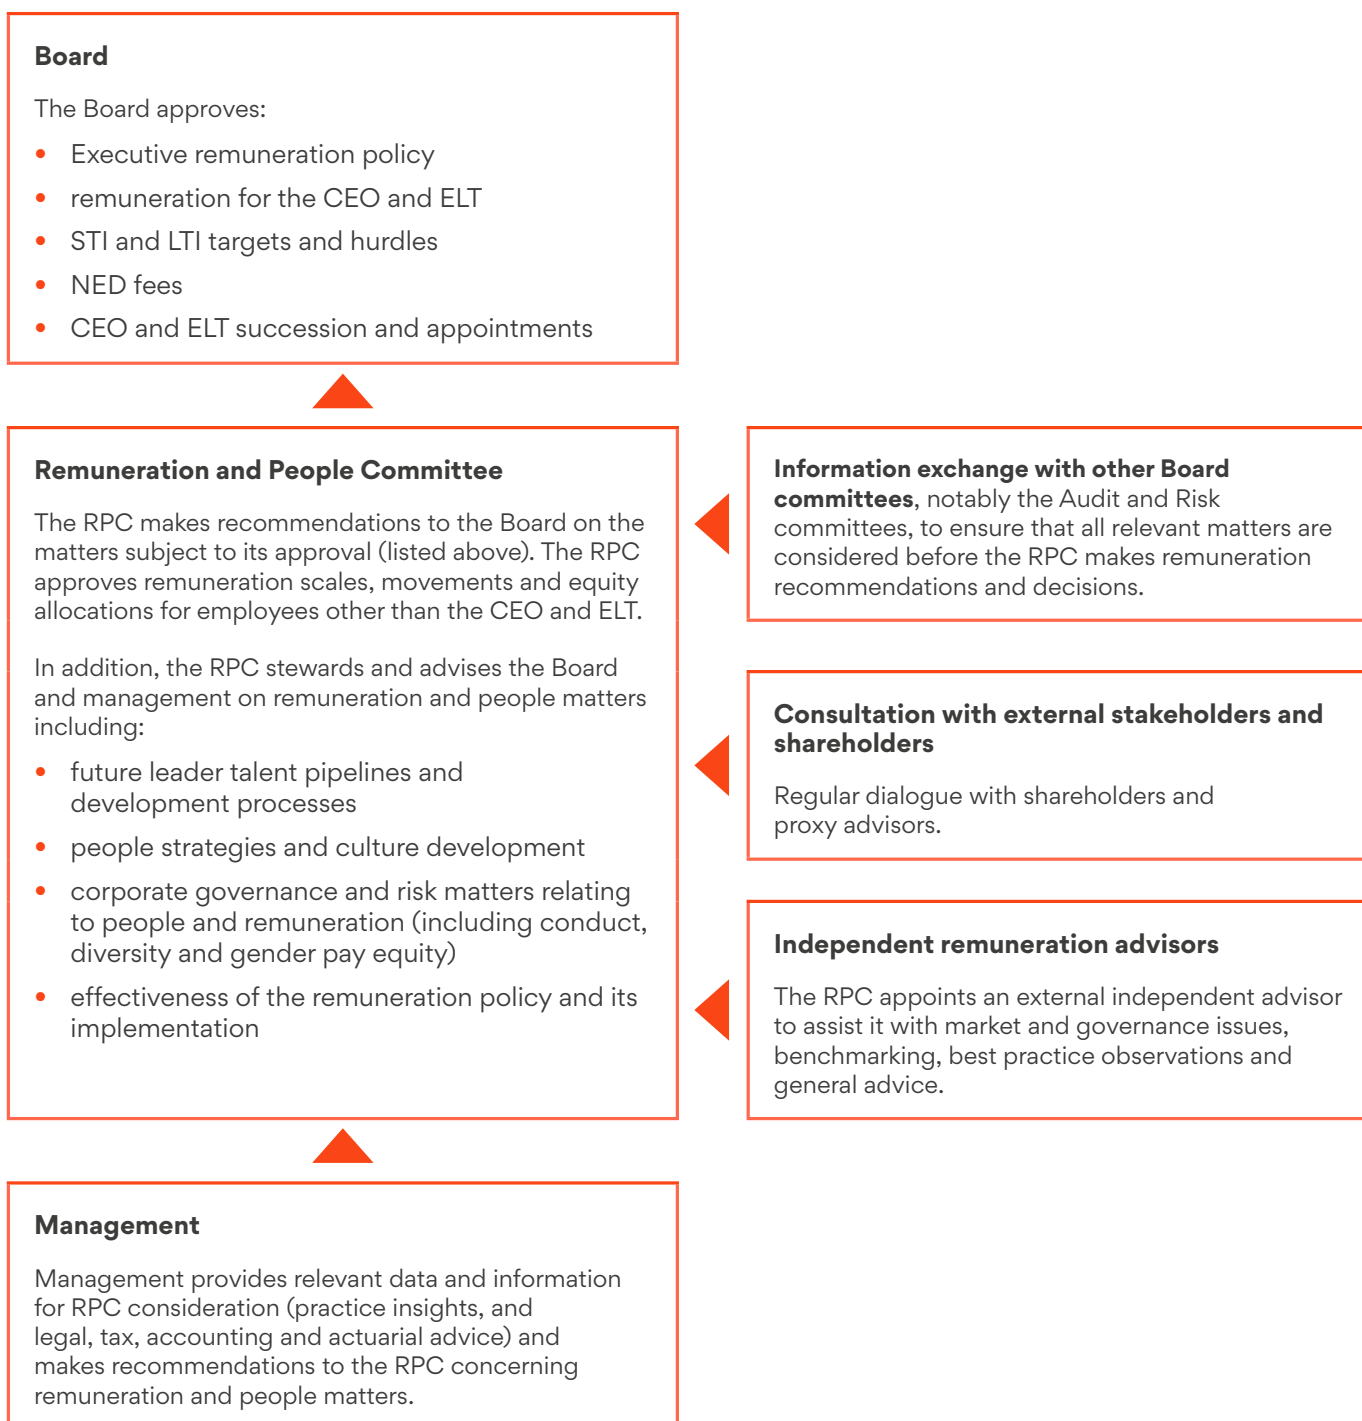 Board
The Board approves:
• Executive remuneration policy
• remuneration for the CEO and ELT
• STI and LTI targets and hurdles
• NED fees
• CEO and ELT succession and appointments
Remuneration and People Committee
The RPC makes recommendations to the Board on the
matters subject to its approval (listed above). The RPC
approves remuneration scales, movements and equity
allocations for employees other than the CEO and ELT.
In addition, the RPC stewards and advises the Board
and management on remuneration and people matters
including:
• future leader talent pipelines and
development processes
• people strategies and culture development
• corporate governance and risk matters relating
to people and remuneration (including conduct,
diversity and gender pay equity)
• effectiveness of the remuneration policy and its
implementation
Information exchange with other Board
committees, notably the Audit and Risk
committees, to ensure that all relevant matters are
considered before the RPC makes remuneration
recommendations and decisions.
Consultation with external stakeholders and
shareholders
Regular dialogue with shareholders and
proxy advisors.
Independent remuneration advisors
The RPC appoints an external independent advisor
to assist it with market and governance issues,
benchmarking, best practice observations and
general advice.
Management
Management provides relevant data and information
for RPC consideration (practice insights, and
legal, tax, accounting and actuarial advice) and
makes recommendations to the RPC concerning
remuneration and people matters.